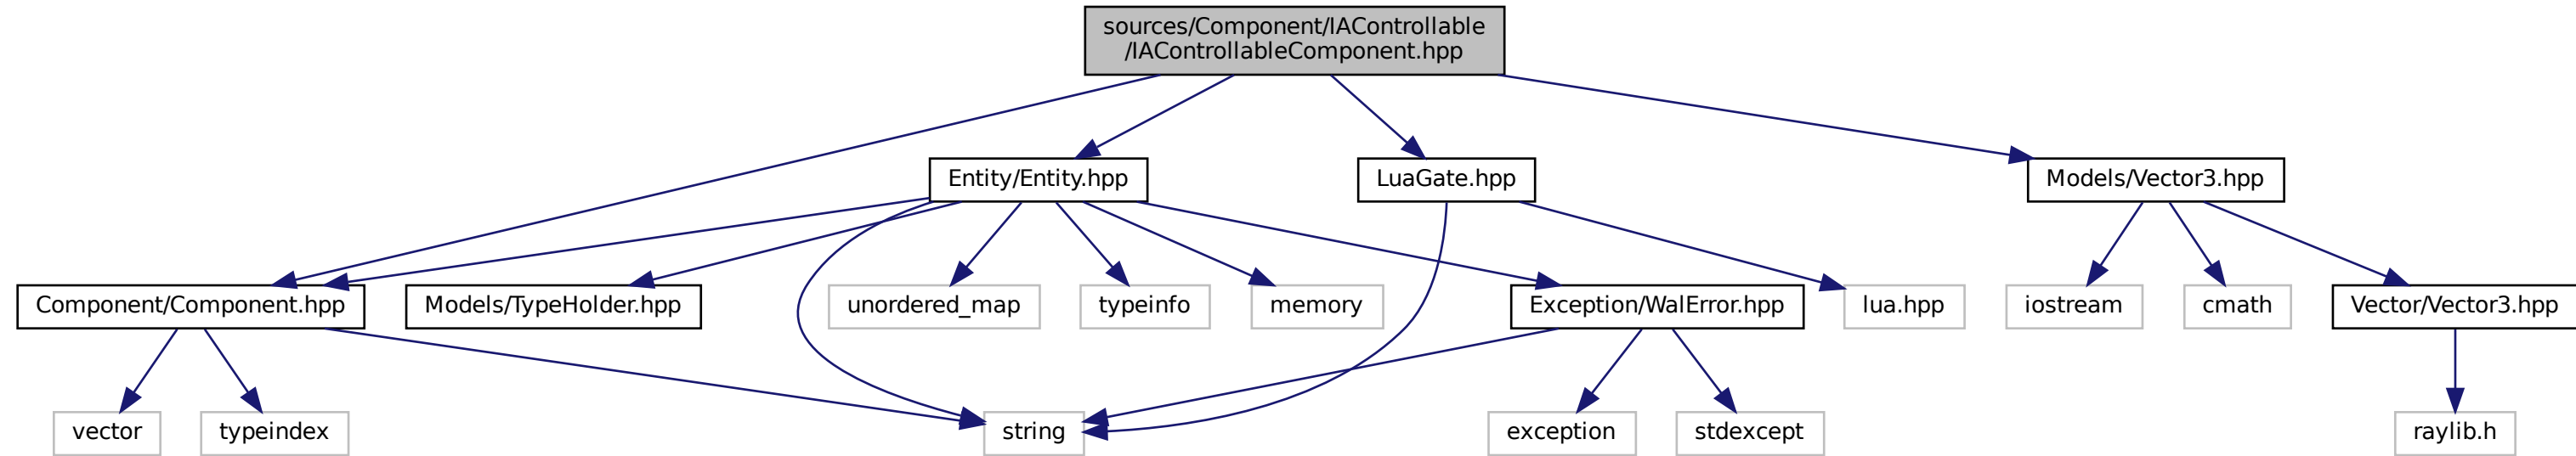 sources/Component/IAControllable
/IAControllableComponent.hpp
Entity/Entity.hpp
LuaGate.hpp
Models/Vector3.hpp
Component/Component.hpp
Models/TypeHolder.hpp
unordered_map
typeinfo
memory
Exception/WalError.hpp
lua.hpp
iostream
cmath
Vector/Vector3.hpp
vector
typeindex
string
exception
stdexcept
raylib.h